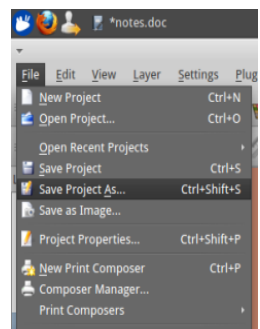 *notes.doc
File Edit View Layer Settings Plug
New Project Ctrl+N
Open Project... Ctrl+O
Open Recent Projects
Save Project Ctrl+S
Save Project As... Ctrl+Shift+S
Save as Image...
Project Properties... Ctrl+Shift+P
New Print Composer Ctrl+P
Composer Manager...
Print Composers